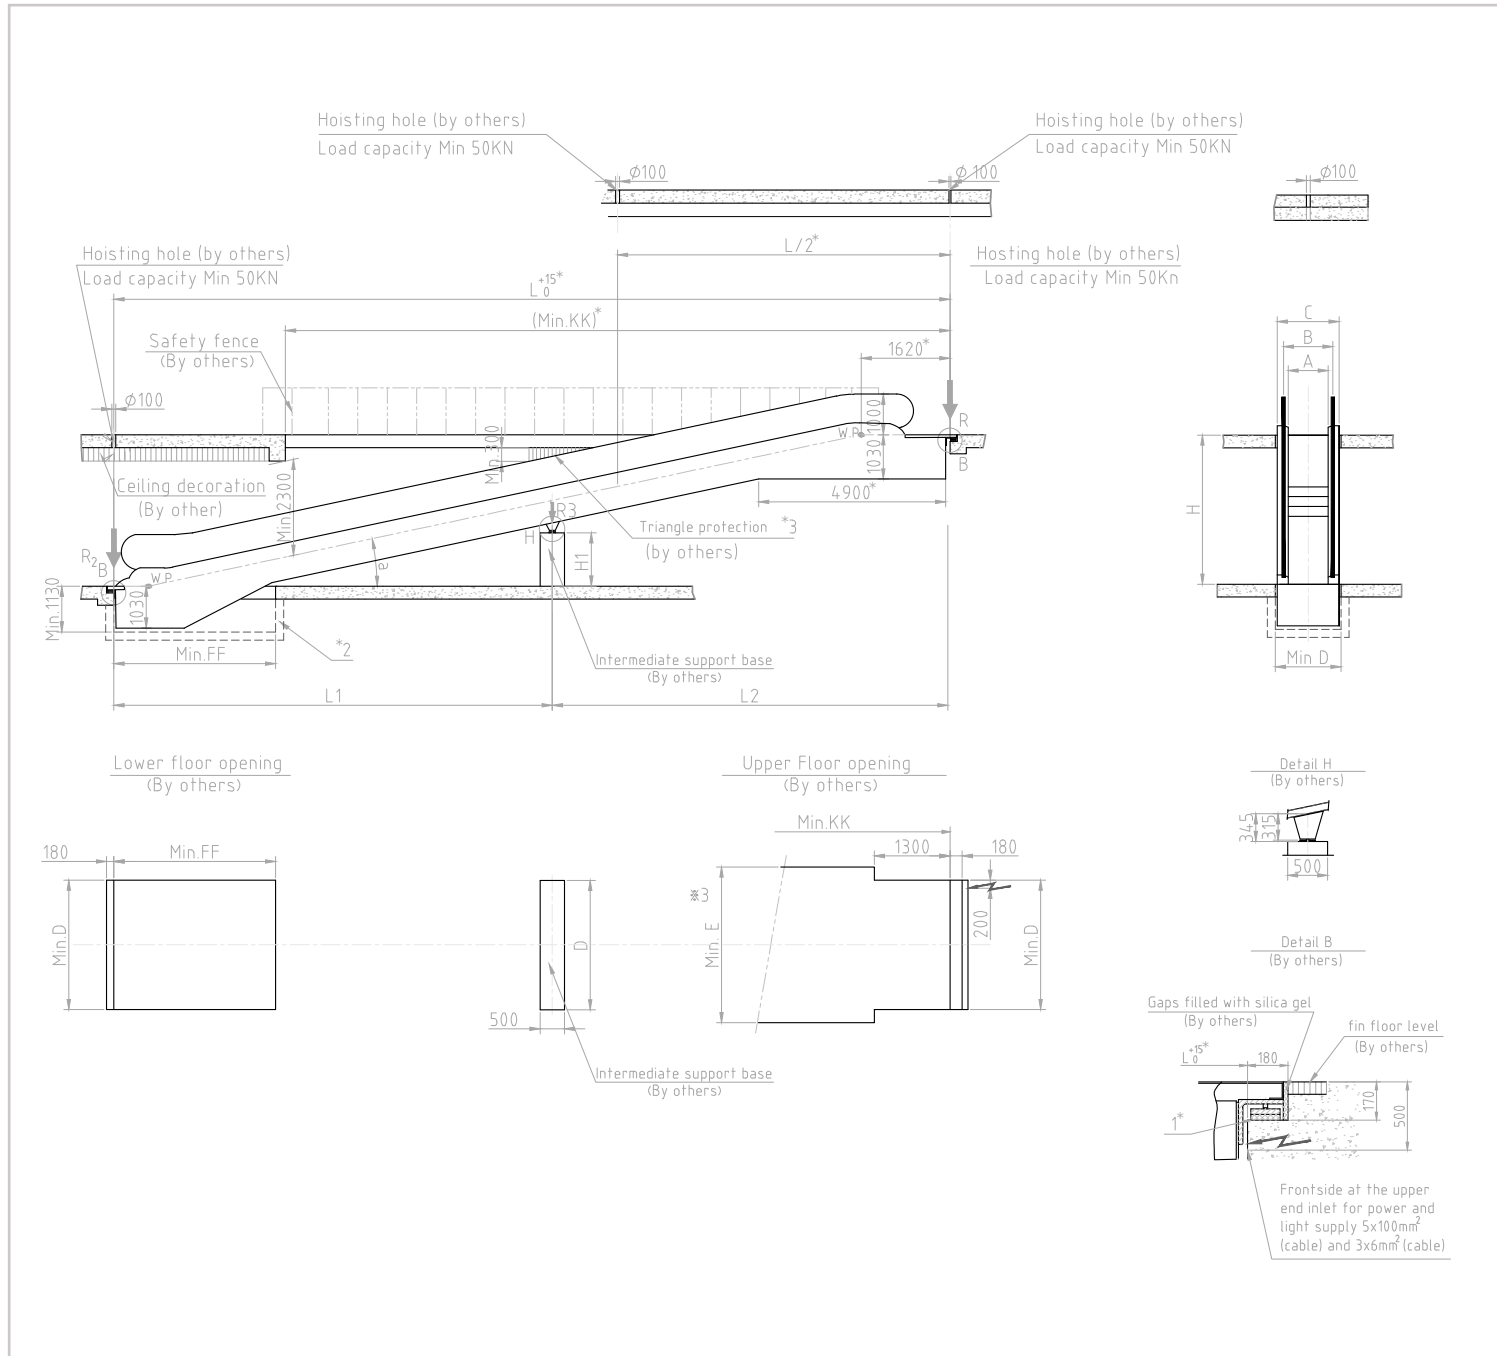 Hoisting hole (by others)
Load capacity Min 50KN
Hoisting hole (by others)
Load capacity Min 50KN
Ø100
Ø100
Ø100
L/2*
Hoisting hole (by others)
Load capacity Min 50KN
Hosting hole (by others)
Load capacity Min 50Kn
L +15* 0
(Min.KK)*
Safety fence
(By others)
1620*
C
B
A
Ø100
1000
R
W.P.
B
Min 300
1030
Ceiling decoration
(By other)
Min 2300
4900*
H
R3
Triangle protection *3
(by others)
H
H1
R2
B
W.P.
a
Min.1130
1030
*2
Min.FF
Intermediate support base
(By others)
Min D
L1
L2
Lower floor opening
(By others)
Upper Floor opening
(By others)
Detail H
(By others)
Min.KK
345
315
180
Min.FF
1300
180
500
※3
200
Min.D
D
Min. E
Min.D
Detail B
(By others)
500
Gaps filled with silica gel
(By others)
fin floor level
(By others)
L +15* 0
180
Intermediate support base
(By others)
170
500
1*
Frontside at the upper
end inlet for power and
light supply 5x100mm²
(cable) and 3x6mm² (cable)